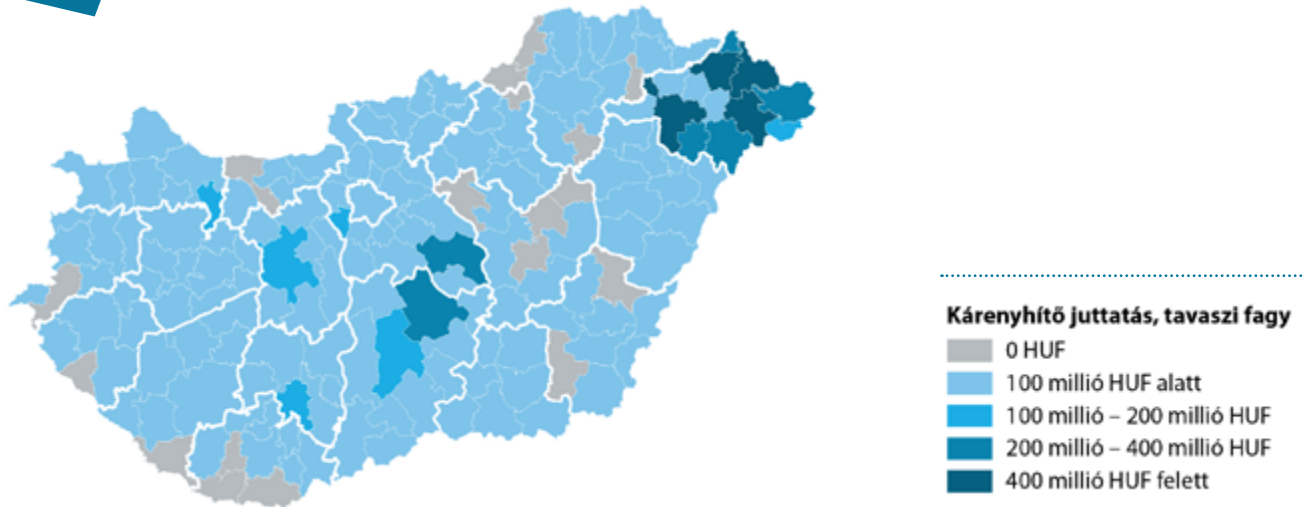 Kárenyhítő juttatás, tavaszi fagy
0 HUF
100 millió HUF alatt
100 millió – 200 millió HUF
200 millió – 400 millió HUF
400 millió HUF felett